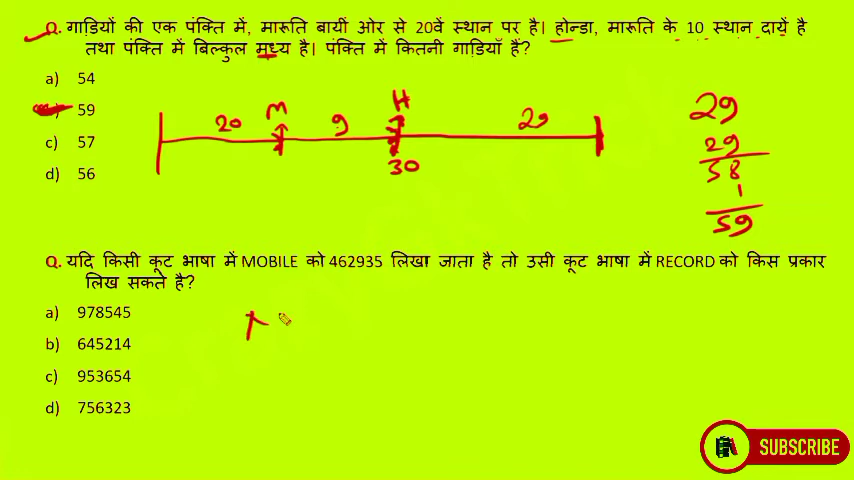 Q. गाड़ियों की एक पंक्ति में, मारूति बायीं ओर से 20वें स्थान पर है। होन्डा, मारूति के 10 स्थान दायें है
तथा पंक्ति में बिल्कुल मध्य है। पंक्ति में कितनी गाड़ियाँ हैं?
a) 54
59
c) 57
d) 56
20 M 9 H 29
30
29
29
58
1
59
Q. यदि किसी कूट भाषा में MOBILE को 462935 लिखा जाता है तो उसी कूट भाषा में RECORD को किस प्रकार
लिख सकते है?
a) 978545
b) 645214
c) 953654
d) 756323
SUBSCRIBE